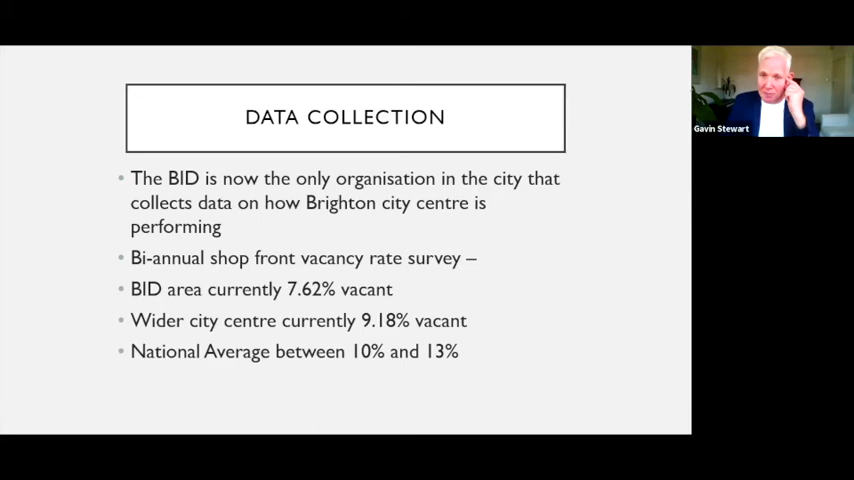 DATA COLLECTION
• The BID is now the only organisation in the city that
collects data on how Brighton city centre is
performing
• Bi-annual shop front vacancy rate survey –
• BID area currently 7.62% vacant
• Wider city centre currently 9.18% vacant
• National Average between 10% and 13%
Gavin Stewart